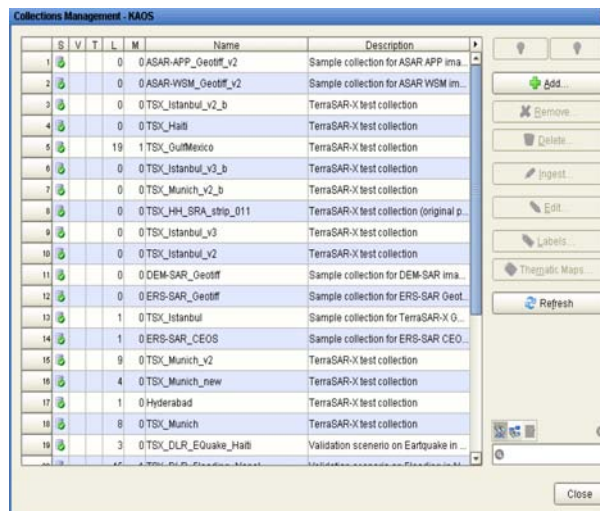 Collections Management - KAOS
S V T L M Name Description
1 0 0 ASAR-APP_Geotiff_v2 Sample collection for ASAR APP ima...
2 0 0 ASAR-WSM_Geotiff_v2 Sample collection for ASAR WSM im...
3 0 0 TSX_Istanbul_v2_b TerraSAR-X test collection
4 0 0 TSX_Haiti TerraSAR-X test collection
5 19 1 TSX_GulfMexico TerraSAR-X test collection
6 0 0 TSX_Istanbul_v3_b TerraSAR-X test collection
7 0 0 TSX_Munich_v2_b TerraSAR-X test collection
8 0 0 TSX_HH_SRA_strip_011 TerraSAR-X test collection (original p...
9 0 0 TSX_Istanbul_v3 TerraSAR-X test collection
10 0 0 TSX_Istanbul_v2 TerraSAR-X test collection
11 0 0 DEM-SAR_Geotiff Sample collection for DEM-SAR ima...
12 0 0 ERS-SAR_Geotiff Sample collection for ERS-SAR Geot...
13 1 0 TSX_Istanbul Sample collection for TerraSAR-X G...
14 1 0 ERS-SAR_CEOS Sample collection for ERS-SAR CEO...
15 9 0 TSX_Munich_v2 TerraSAR-X test collection
16 4 0 TSX_Munich_new TerraSAR-X test collection
17 1 0 Hyderabad TerraSAR-X test collection
18 8 0 TSX_Munich TerraSAR-X test collection
19 3 0 TSX_DLR_EQuake_Haiti Validation scenerio on Eartquake in ...
Add...
Remove...
Delete...
Ingest...
Edit...
Labels...
Thematic Maps...
Refresh
Close